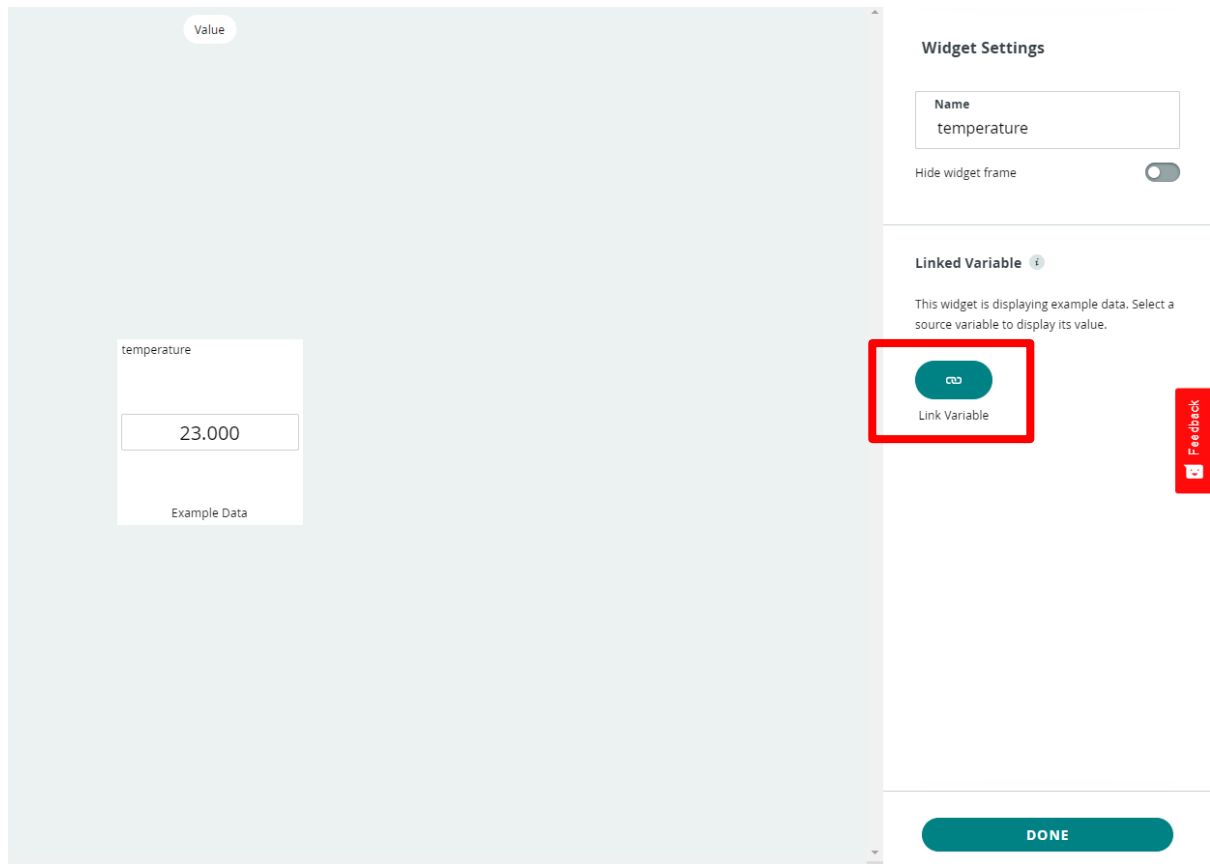 Value
temperature
23.000
Example Data
Widget Settings
Name
temperature
Hide widget frame
Linked Variable i
This widget is displaying example data. Select a
source variable to display its value.
Link Variable
Feedback
DONE